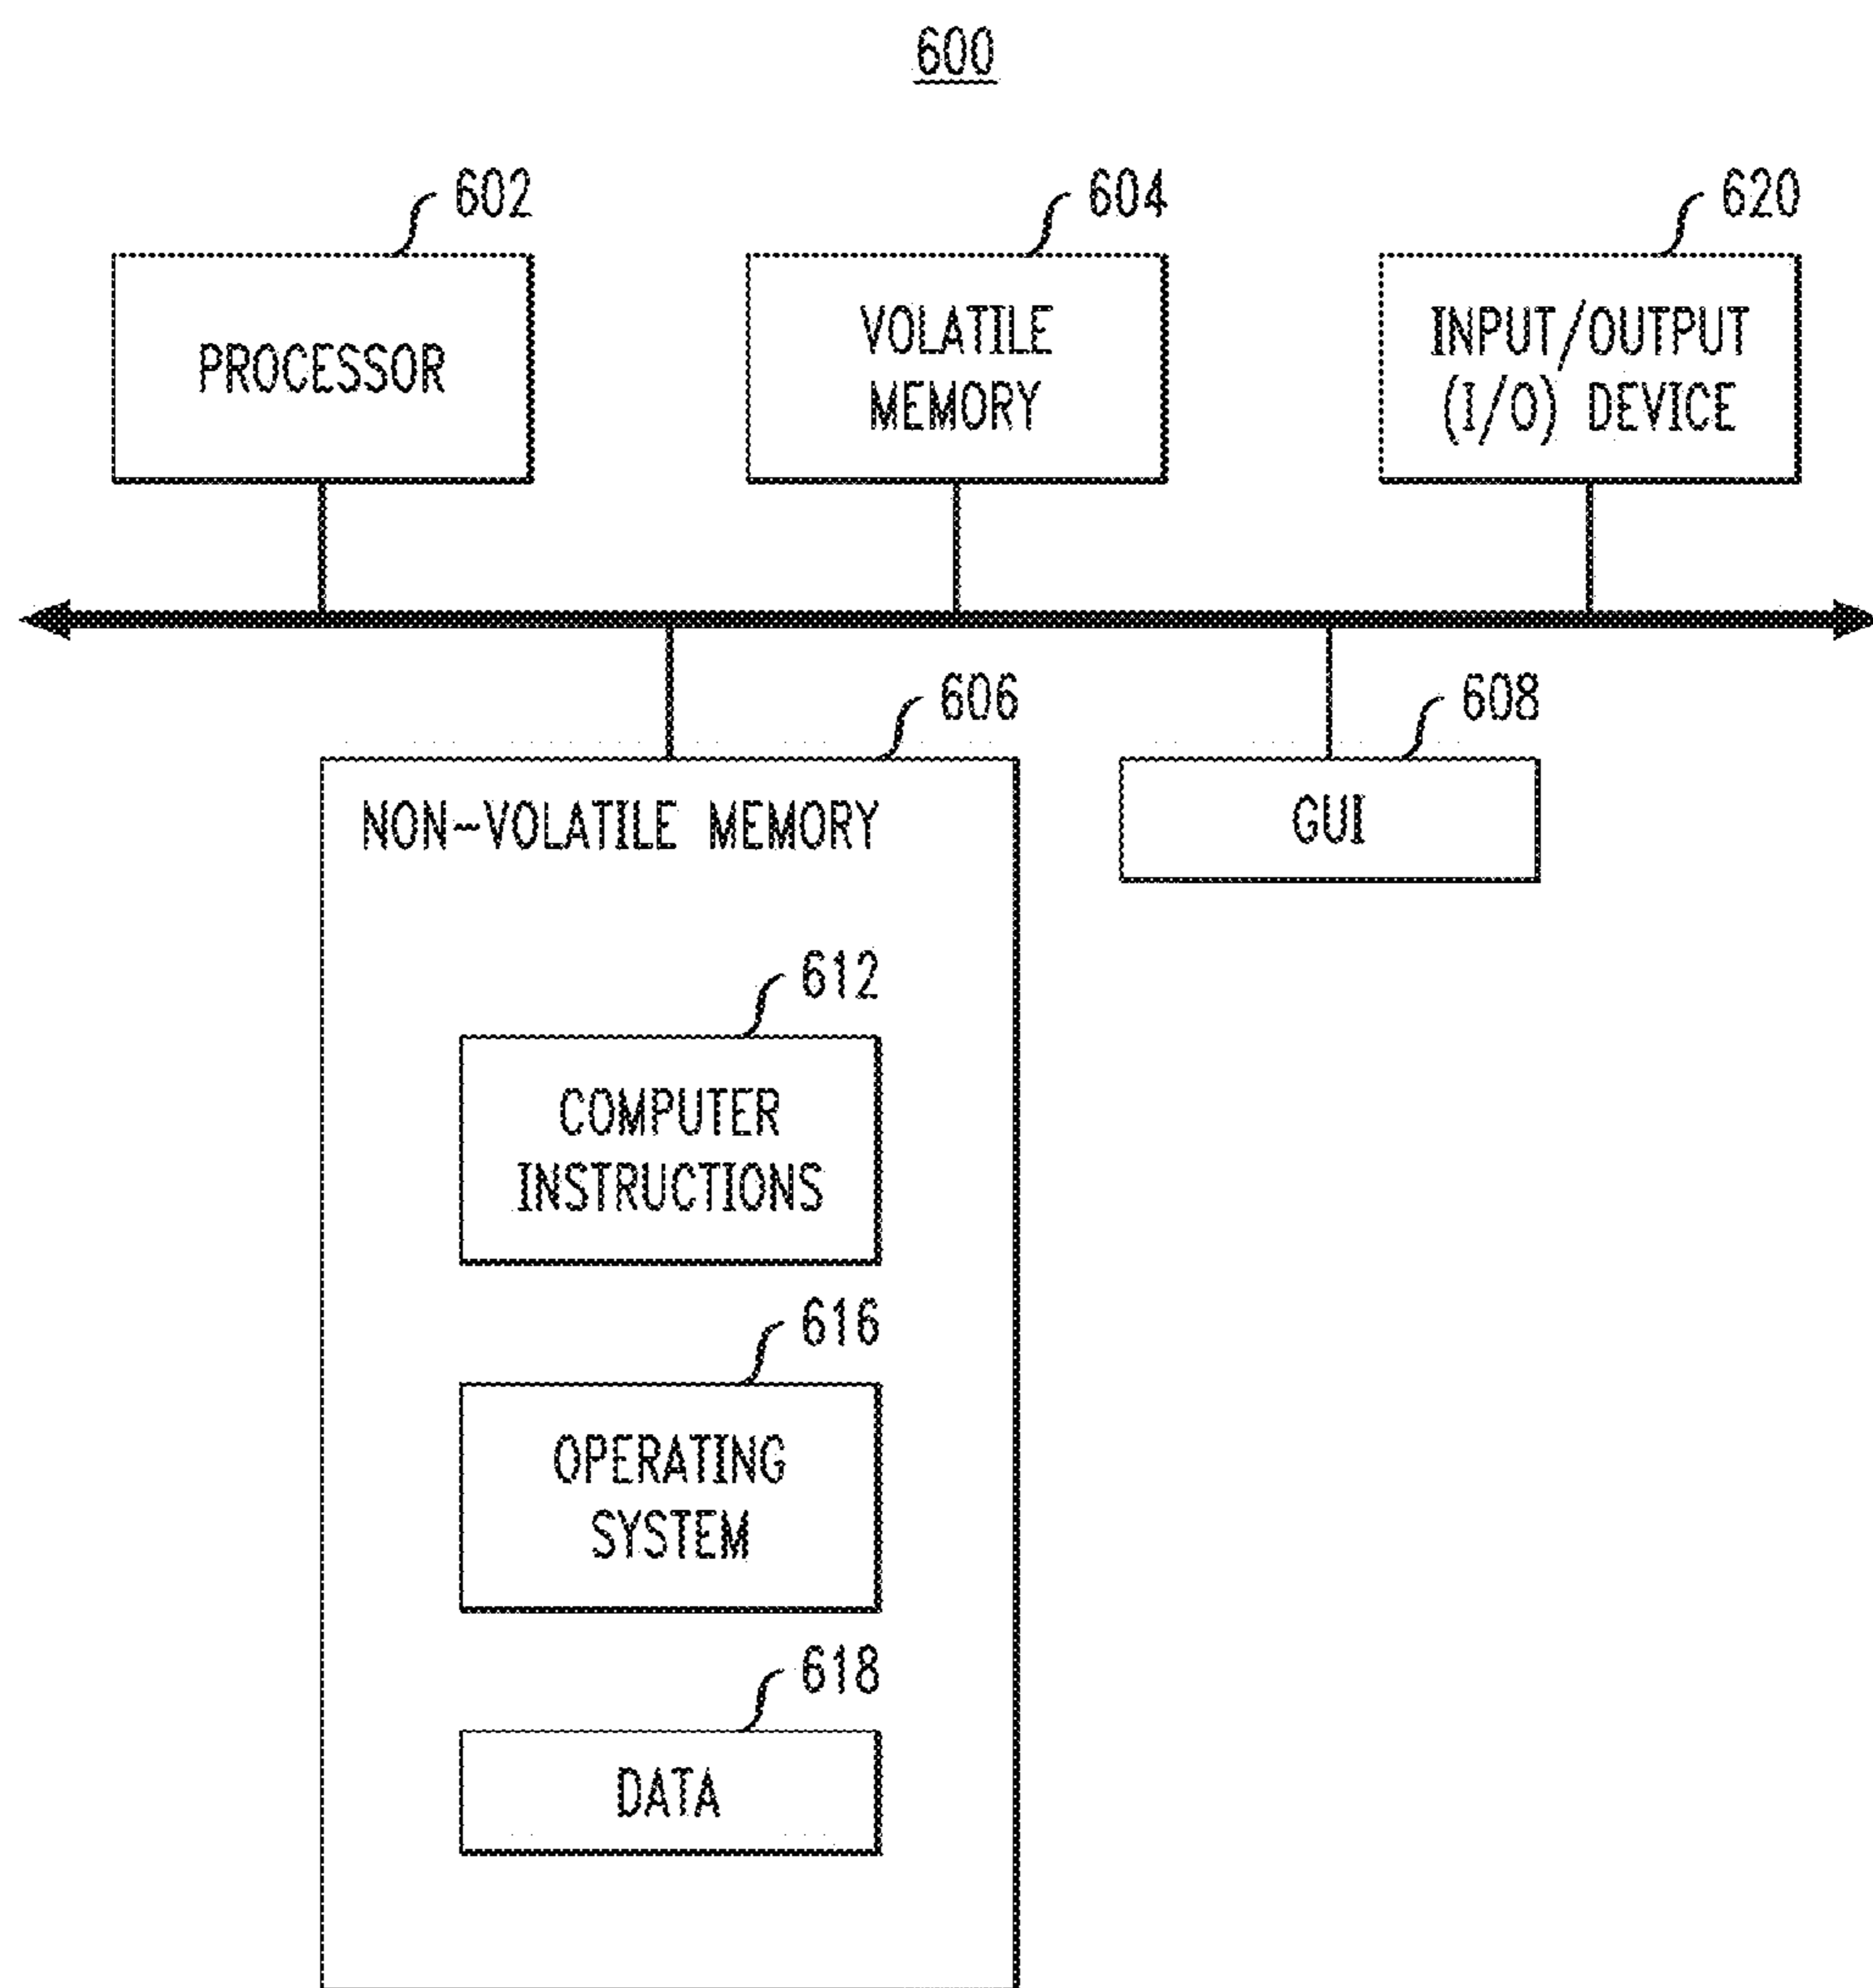 600
602
604
620
PROCESSOR
VOLATILE
MEMORY
INPUT/OUTPUT
(I/O) DEVICE
606
608
NON-VOLATILE MEMORY
GUI
612
COMPUTER
INSTRUCTIONS
616
OPERATING
SYSTEM
618
DATA